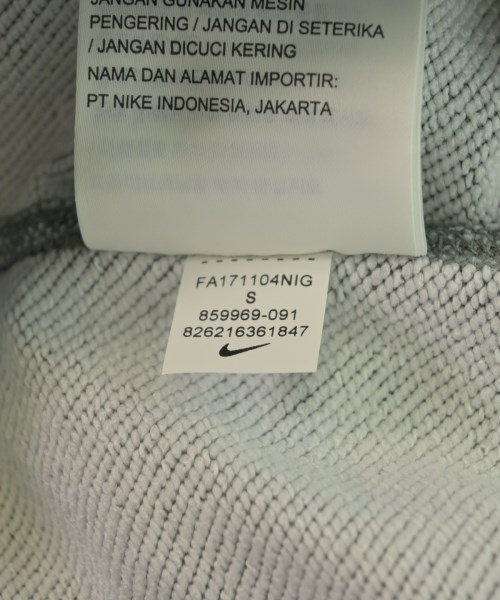 JANGAN GUNAKAN MESIN
PENGERING / JANGAN DI SETERIKA
/ JANGAN DICUCI KERING
NAMA DAN ALAMAT IMPORTIR:
PT NIKE INDONESIA, JAKARTA
FA171104NIG
S
859969-091
826216361847